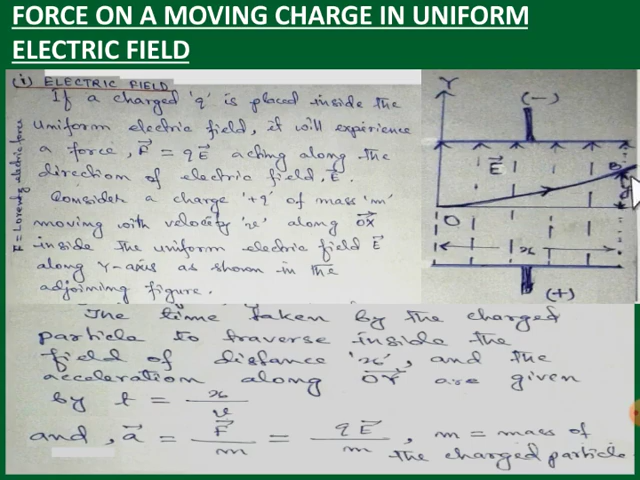 FORCE ON A MOVING CHARGE IN UNIFORM
ELECTRIC FIELD
(i) ELECTRIC FIELD
If a charged 'q' is placed inside the
uniform electric field, it will experience
a force, F⃗ = qE⃗ acting along the
direction of electric field, E⃗.
Consider a charge '+q' of mass 'm'
moving with velocity 'v' along OX⃗
inside the uniform electric field E⃗
along Y-axis as shown in the
adjoining figure.
F = Lorentz electric force
Y
(-)
E⃗
O
x
(+)
The time taken by the charged
particle to traverse inside the
field of distance 'x', and the
acceleration along OY⃗ are given
by t = x/v
and, a⃗ = F⃗/m = qE⃗/m, m = mass of
the charged particle.